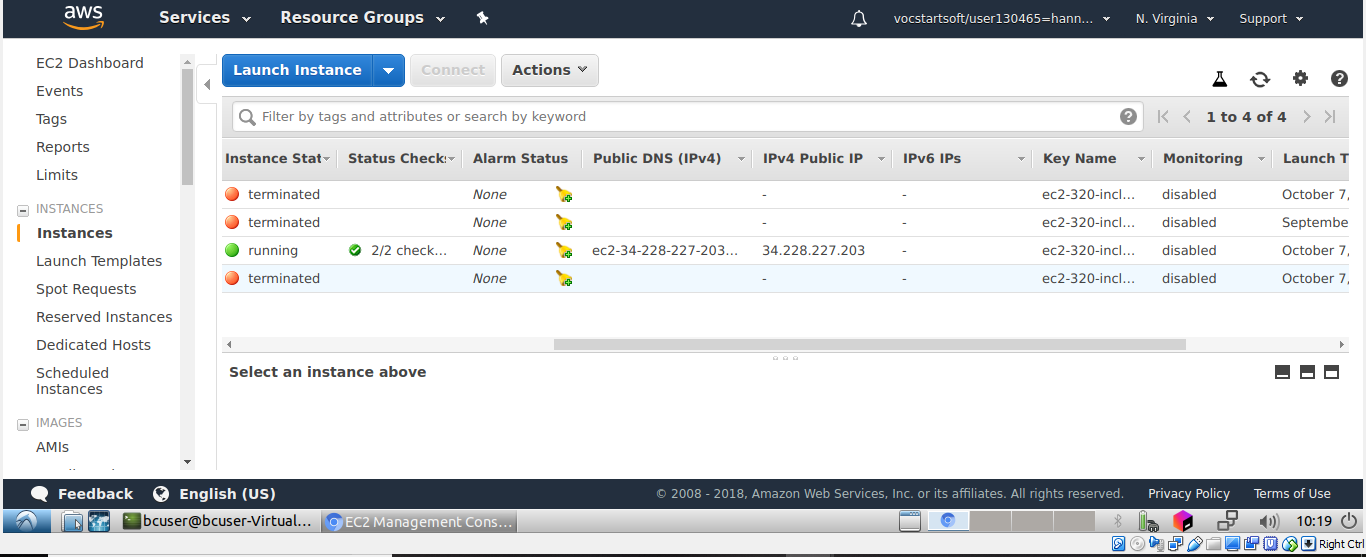 aws Services Resource Groups vocstartsoft/user130465=hann... N. Virginia Support
EC2 Dashboard
Events
Tags
Reports
Limits
INSTANCES
Instances
Launch Templates
Spot Requests
Reserved Instances
Dedicated Hosts
Scheduled
Instances
IMAGES
AMIs
Launch Instance Connect Actions
Filter by tags and attributes or search by keyword 1 to 4 of 4
Instance Stat Status Checks Alarm Status Public DNS (IPv4) IPv4 Public IP IPv6 IPs Key Name Monitoring Launch T
terminated None - - ec2-320-incl... disabled October 7,
terminated None - - ec2-320-incl... disabled Septembe
running 2/2 check... None ec2-34-228-227-203... 34.228.227.203 - ec2-320-incl... disabled October 7,
terminated None - - ec2-320-incl... disabled October 7,
Select an instance above
Feedback English (US) © 2008 - 2018, Amazon Web Services, Inc. or its affiliates. All rights reserved. Privacy Policy Terms of Use
bcuser@bcuser-Virtual... EC2 Management Cons... 10:19
Right Ctrl